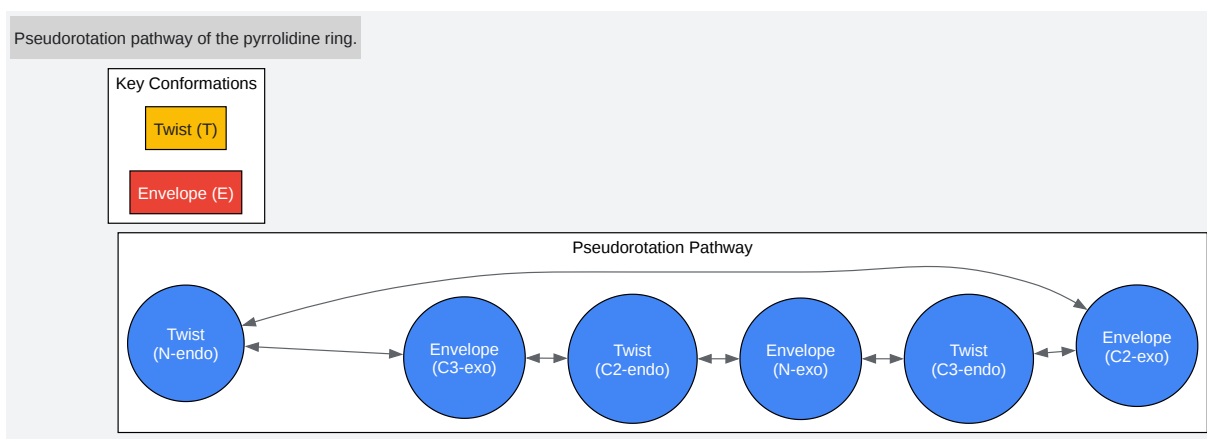 Pseudorotation pathway of the pyrrolidine ring.
Key Conformations
Twist (T)
Envelope (E)
Pseudorotation Pathway
Twist
(N-endo)
Envelope
(C3-exo)
Twist
(C2-endo)
Envelope
(N-exo)
Twist
(C3-endo)
Envelope
(C2-exo)